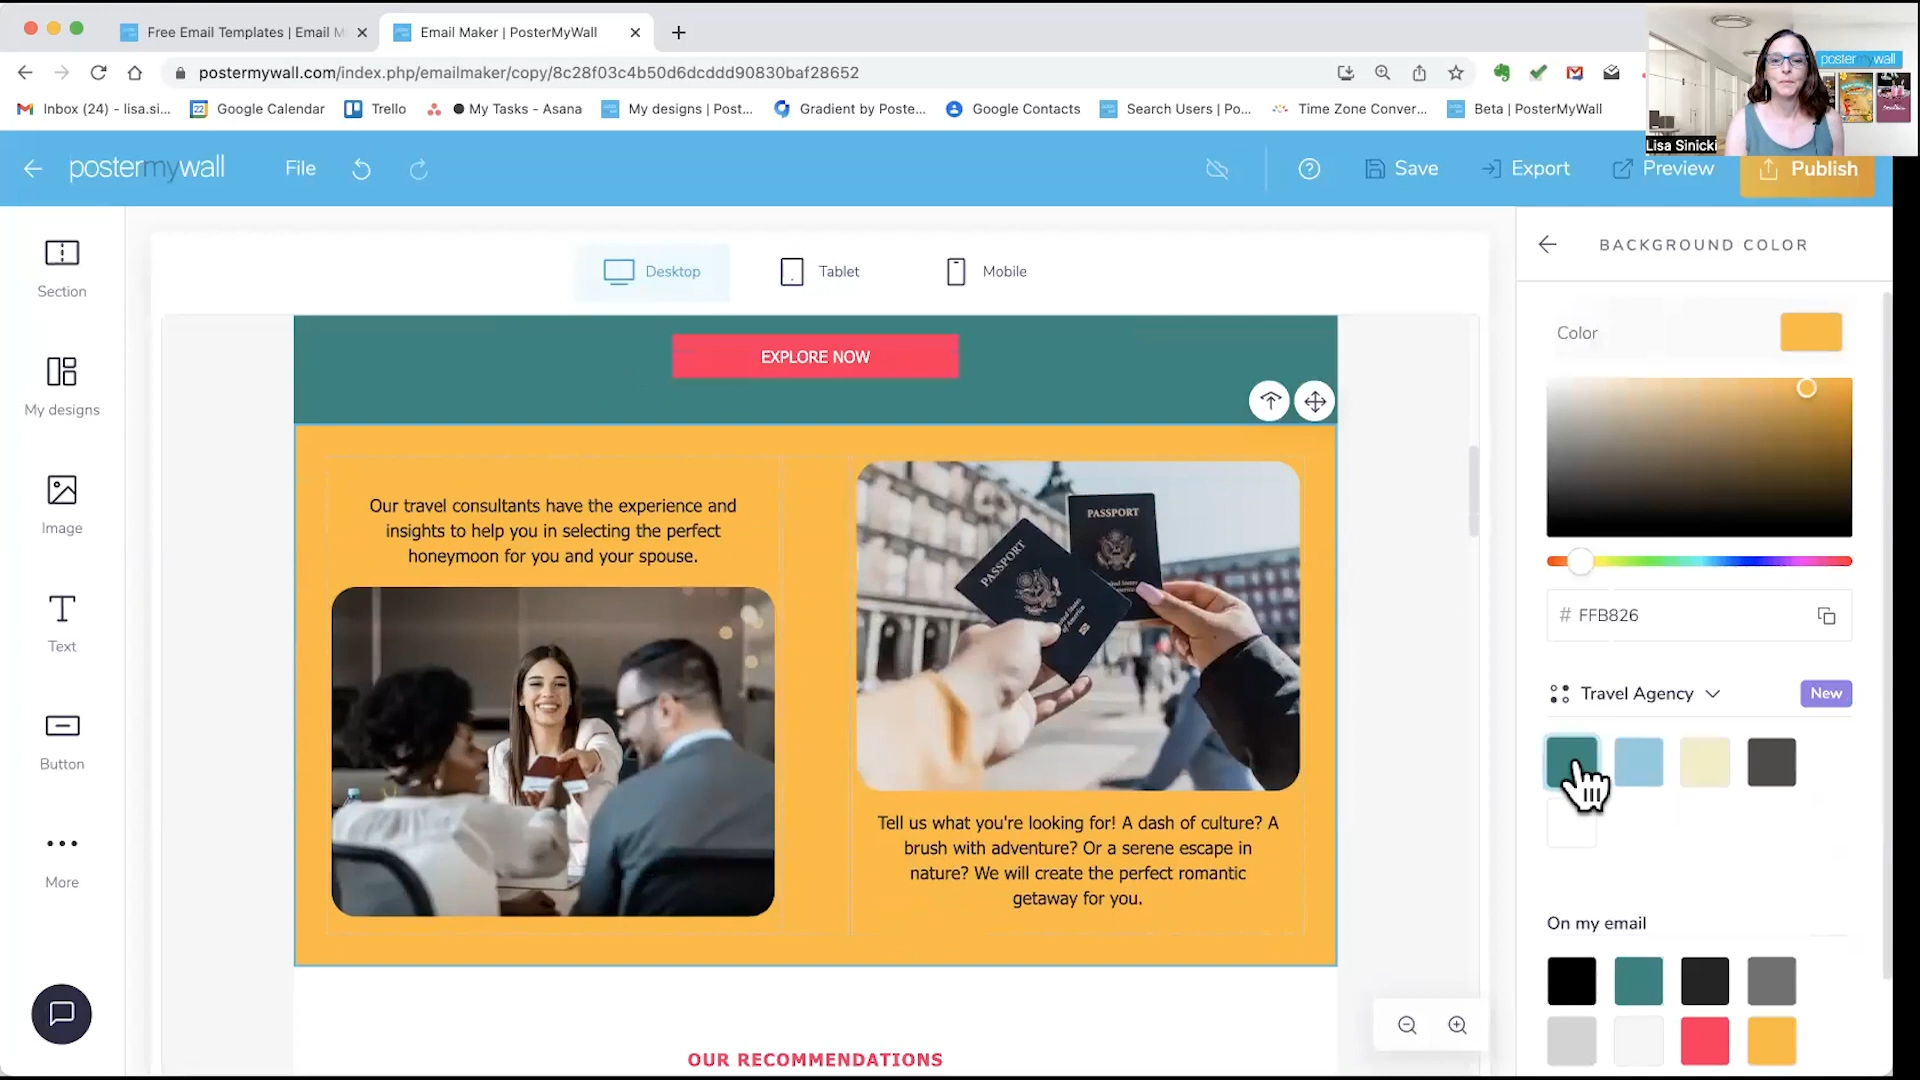 Free Email Templates | Email M
Email Maker | PosterMyWall
postermywall.com/index.php/emailmaker/copy/8c28f03c4b50d6dcddd90830baf28652
Inbox (24) - lisa.si...
22
Google Calendar
Trello
My Tasks - Asana
My designs | Post...
Gradient by Poste...
Google Contacts
Search Users | Po...
Time Zone Conver...
Beta | PosterMyWall
postermywall
Lisa Sinicki
postermywall
File
Save
Export
Preview
Publish
Section
My designs
Image
Text
Button
More
Desktop
Tablet
Mobile
EXPLORE NOW
Our travel consultants have the experience and
insights to help you in selecting the perfect
honeymoon for you and your spouse.
PASSPORT
PASSPORT
United States
of America
Tell us what you're looking for! A dash of culture? A
brush with adventure? Or a serene escape in
nature? We will create the perfect romantic
getaway for you.
OUR RECOMMENDATIONS
BACKGROUND COLOR
Color
# FFB826
Travel Agency
New
On my email